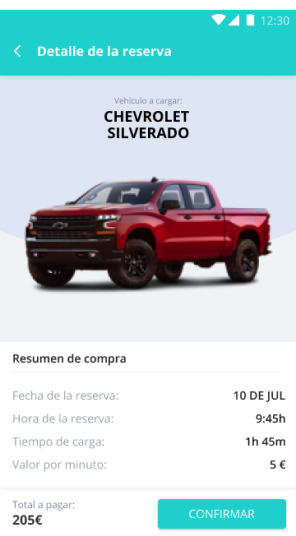 12:30
Detalle de la reserva
Vehículo a cargar:
CHEVROLET
SILVERADO
Resumen de compra
Fecha de la reserva: 10 DE JUL
Hora de la reserva: 9:45h
Tiempo de carga: 1h 45m
Valor por minuto: 5 €
Total a pagar:
205€
CONFIRMAR